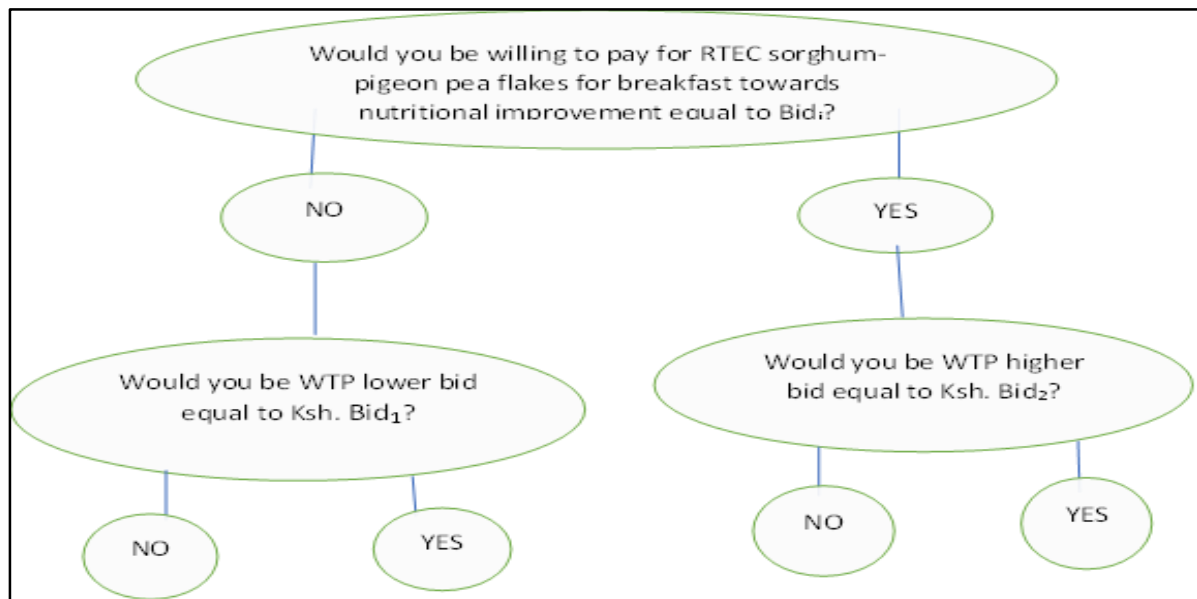 Would you be willing to pay for RTEC sorghum-
pigeon pea flakes for breakfast towards
nutritional improvement equal to Bidᵢ?
NO
YES
Would you be WTP lower bid
equal to Ksh. Bid₁?
Would you be WTP higher
bid equal to Ksh. Bid₂?
NO
YES
NO
YES